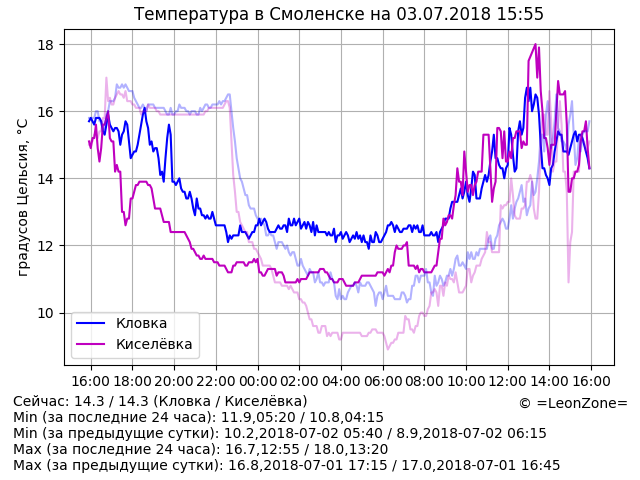 Температура в Смоленске на 03.07.2018 15:55
18
16
14
12
10
градусов Цельсия, °C
Кловка
Киселёвка
16:00 18:00 20:00 22:00 00:00 02:00 04:00 06:00 08:00 10:00 12:00 14:00 16:00
Сейчас: 14.3 / 14.3 (Кловка / Киселёвка)
© =LeonZone=
Min (за последние 24 часа): 11.9,05:20 / 10.8,04:15
Min (за предыдущие сутки): 10.2,2018-07-02 05:40 / 8.9,2018-07-02 06:15
Max (за последние 24 часа): 16.7,12:55 / 18.0,13:20
Max (за предыдущие сутки): 16.8,2018-07-01 17:15 / 17.0,2018-07-01 16:45